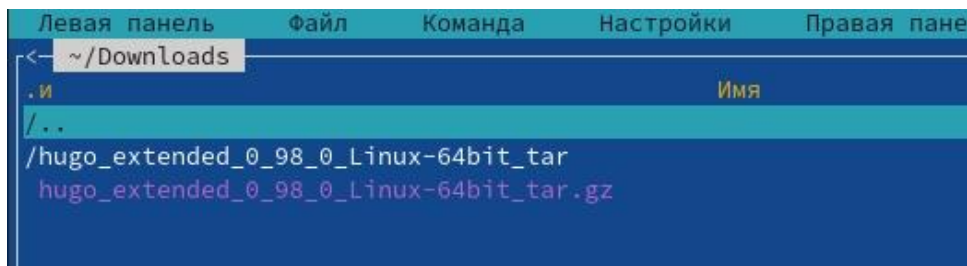 Левая панель Файл Команда Настройки Правая пане
<─ ~/Downloads
.и Имя
/..
/hugo_extended_0_98_0_Linux-64bit_tar
hugo_extended_0_98_0_Linux-64bit_tar.gz